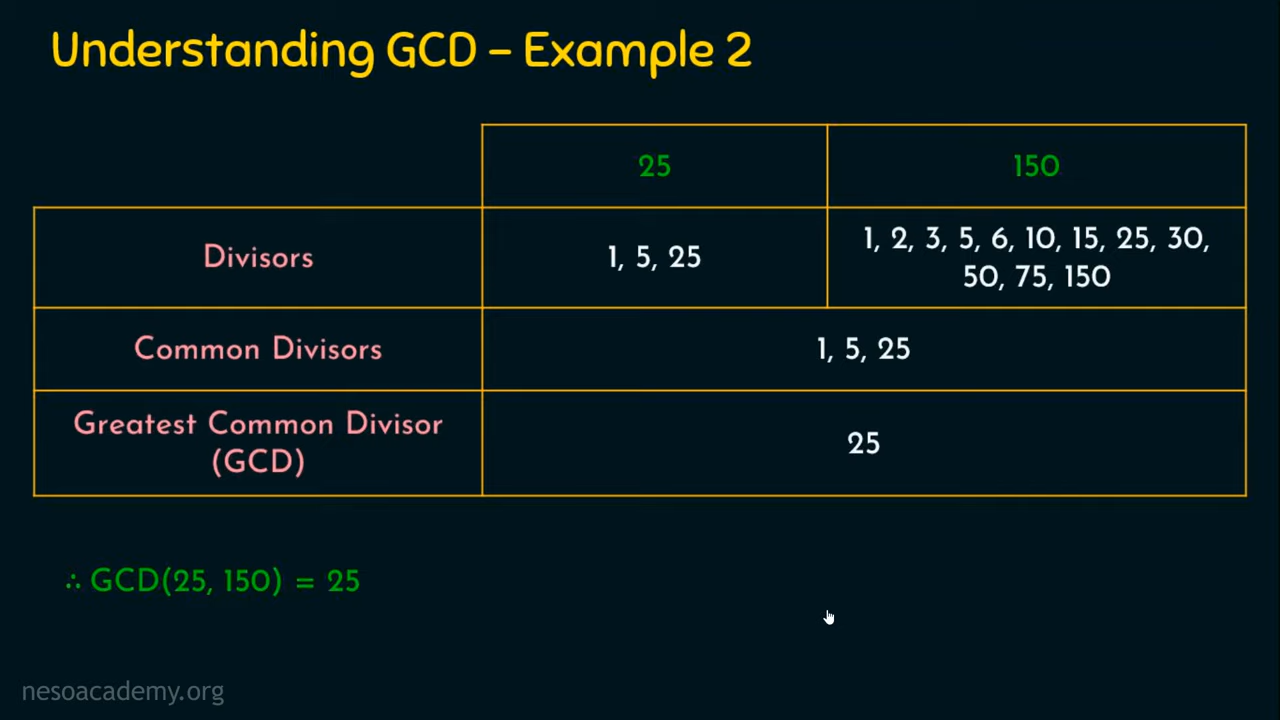 Understanding GCD – Example 2
25 150
Divisors 1, 5, 25 1, 2, 3, 5, 6, 10, 15, 25, 30,
50, 75, 150
Common Divisors 1, 5, 25
Greatest Common Divisor
(GCD) 25
∴ GCD(25, 150) = 25
nesoacademy.org